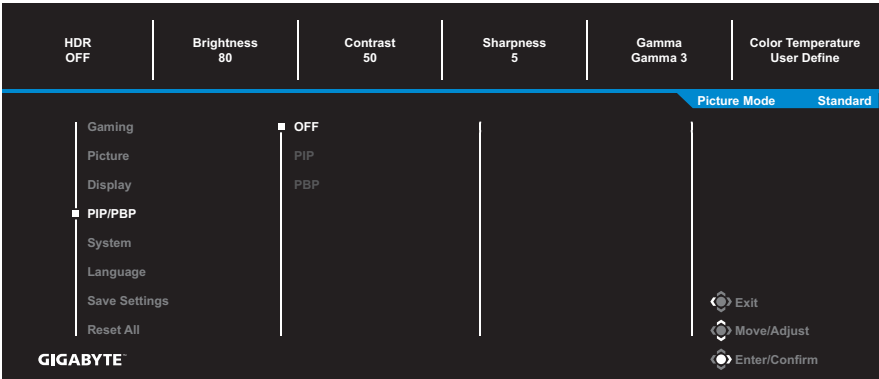 HDR Brightness Contrast Sharpness Gamma Color Temperature
OFF 80 50 5 Gamma 3 User Define
Picture Mode Standard
Gaming OFF
Picture PIP
Display PBP
PIP/PBP
System
Language
Save Settings
Exit
Reset All
Move/Adjust
GIGABYTE™
Enter/Confirm